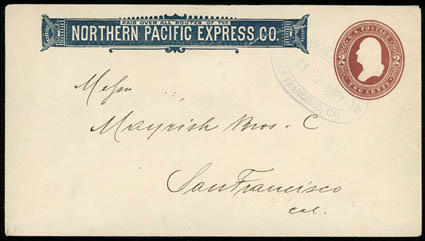 PAID OVER ALL ROUTES OF THE
NORTHERN PACIFIC EXPRESS CO.
U.S. POSTAGE
TWO CENTS
SAN FRANCISCO, CAL.
Messrs
Bros. C
San Francisco
Cal.